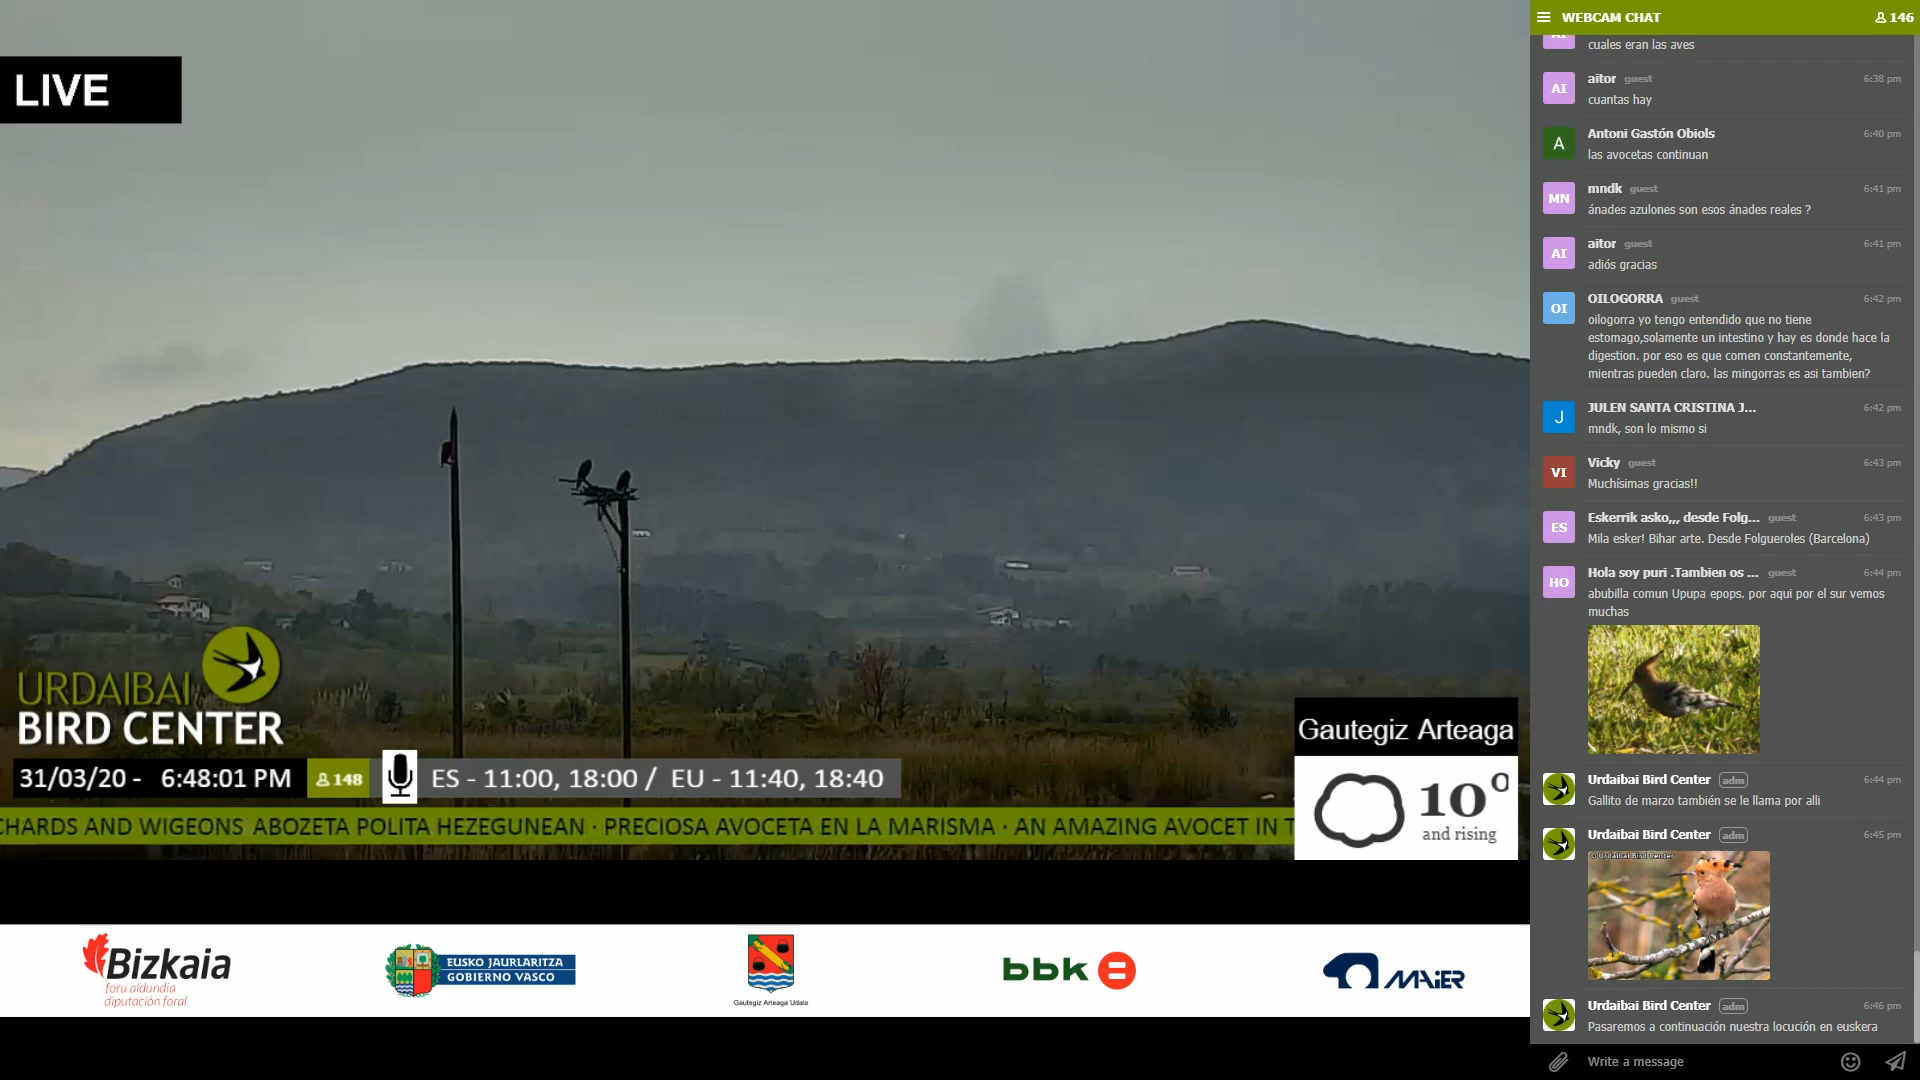 LIVE
URDAIBAI
BIRD CENTER
31/03/20 - 6:48:01 PM
148
ES - 11:00, 18:00 / EU - 11:40, 18:40
CHARDS AND WIGEONS ABOZETA POLITA HEZEGUNEAN · PRECIOSA AVOCETA EN LA MARISMA · AN AMAZING AVOCET IN T
Gautegiz Arteaga
10°
and rising
Bizkaia
foru aldundia
diputación foral
EUSKO JAURLARITZA
GOBIERNO VASCO
Gautegiz Arteaga Udala
bbk
MAIER
WEBCAM CHAT
146
cuales eran las aves
AI
aitor guest
6:38 pm
cuantas hay
A
Antoni Gastón Obiols
6:40 pm
las avocetas continuan
MN
mndk guest
6:41 pm
ánades azulones son esos ánades reales ?
AI
aitor guest
6:41 pm
adiós gracias
OI
OILOGORRA guest
6:42 pm
oilogorra yo tengo entendido que no tiene
estomago,solamente un intestino y hay es donde hace la
digestion. por eso es que comen constantemente,
mientras pueden claro. las mingorras es asi tambien?
J
JULEN SANTA CRISTINA J...
6:42 pm
mndk, son lo mismo si
VI
Vicky guest
6:43 pm
Muchísimas gracias!!
ES
Eskerrik asko,,, desde Folg... guest
6:43 pm
Mila esker! Bihar arte. Desde Folgueroles (Barcelona)
HO
Hola soy puri .Tambien os ... guest
6:44 pm
abubilla comun Upupa epops. por aqui por el sur vemos
muchas
Urdaibai Bird Center adm
6:44 pm
Gallito de marzo también se le llama por alli
Urdaibai Bird Center adm
6:45 pm
© Urdaibai Bird Center
Urdaibai Bird Center adm
6:46 pm
Pasaremos a continuación nuestra locución en euskera
Write a message